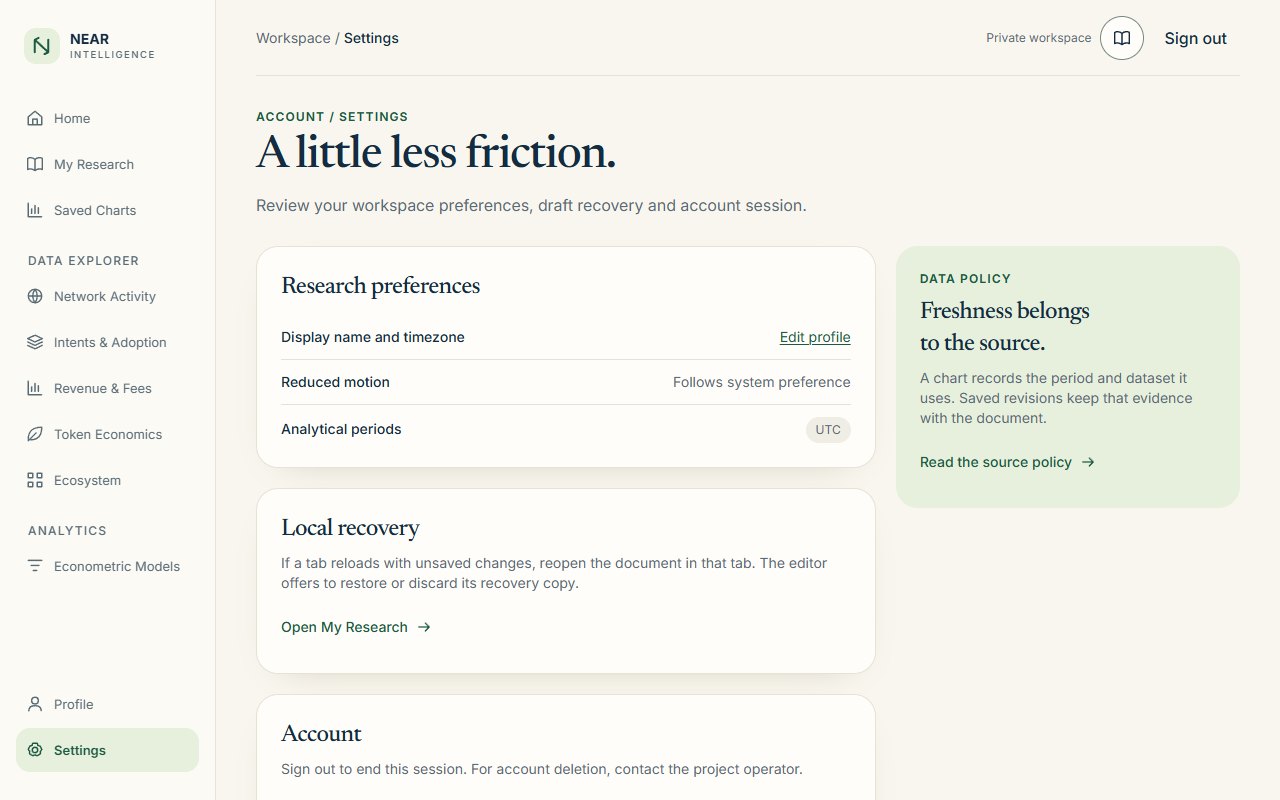 NEAR
INTELLIGENCE
Home
My Research
Saved Charts
DATA EXPLORER
Network Activity
Intents & Adoption
Revenue & Fees
Token Economics
Ecosystem
ANALYTICS
Econometric Models
Profile
Settings
Workspace / Settings
Private workspace
Sign out
ACCOUNT / SETTINGS
A little less friction.
Review your workspace preferences, draft recovery and account session.
Research preferences
Display name and timezone
Edit profile
Reduced motion
Follows system preference
Analytical periods
UTC
Local recovery
If a tab reloads with unsaved changes, reopen the document in that tab. The editor
offers to restore or discard its recovery copy.
Open My Research →
Account
Sign out to end this session. For account deletion, contact the project operator.
DATA POLICY
Freshness belongs
to the source.
A chart records the period and dataset it
uses. Saved revisions keep that evidence
with the document.
Read the source policy →